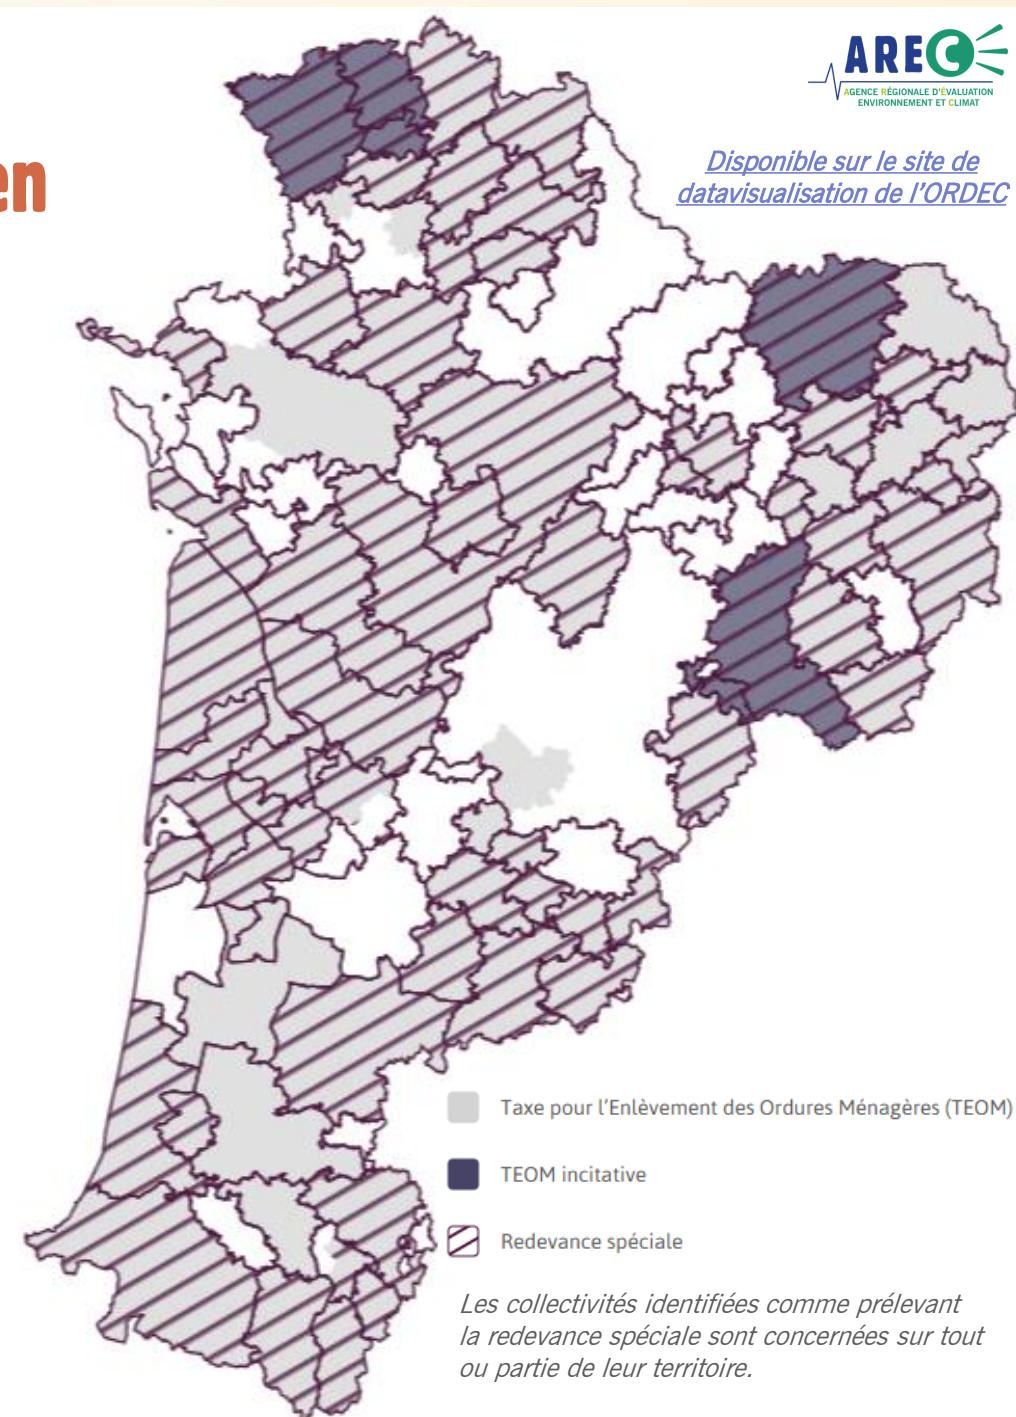 AREC
AGENCE RÉGIONALE D'ÉVALUATION
ENVIRONNEMENT ET CLIMAT
en
Disponible sur le site de
datavisualisation de l'ORDEC
Taxe pour l'Enlèvement des Ordures Ménagères (TEOM)
TEOM incitative
Redevance spéciale
Les collectivités identifiées comme prélevant
la redevance spéciale sont concernées sur tout
ou partie de leur territoire.